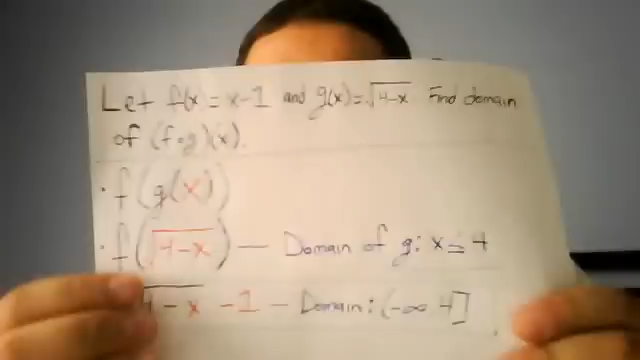 Let f(x) = x-1 and g(x)=√4-x Find domain
of (f∘g)(x).
· f(g(x))
· f(√4-x) — Domain of g: x≤4
√4-x -1 — Domain: (-∞ 4]